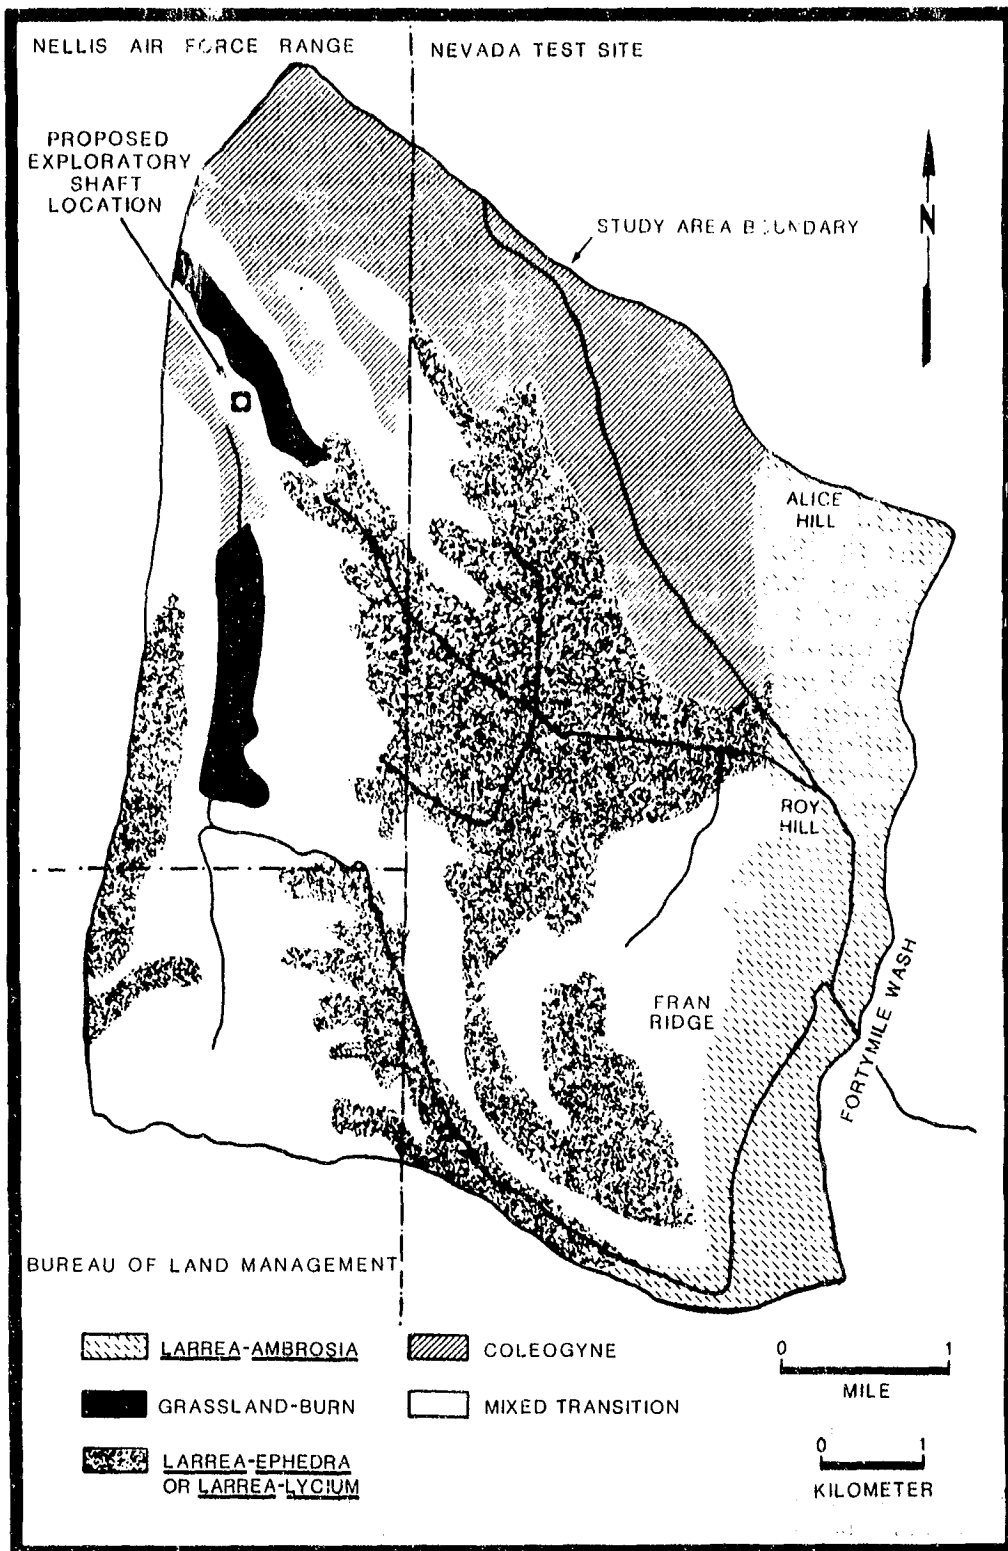 NELLIS AIR FORCE RANGE
NEVADA TEST SITE
PROPOSED
EXPLORATORY
SHAFT
LOCATION
N
STUDY AREA BOUNDARY
ALICE
HILL
ROY
HILL
FRAN
RIDGE
FORTYMILE WASH
BUREAU OF LAND MANAGEMENT
LARREA-AMBROSIA
COLEOGYNE
GRASSLAND-BURN
MIXED TRANSITION
LARREA-EPHEDRA
OR LARREA-LYCIUM
0 1
MILE
0 1
KILOMETER